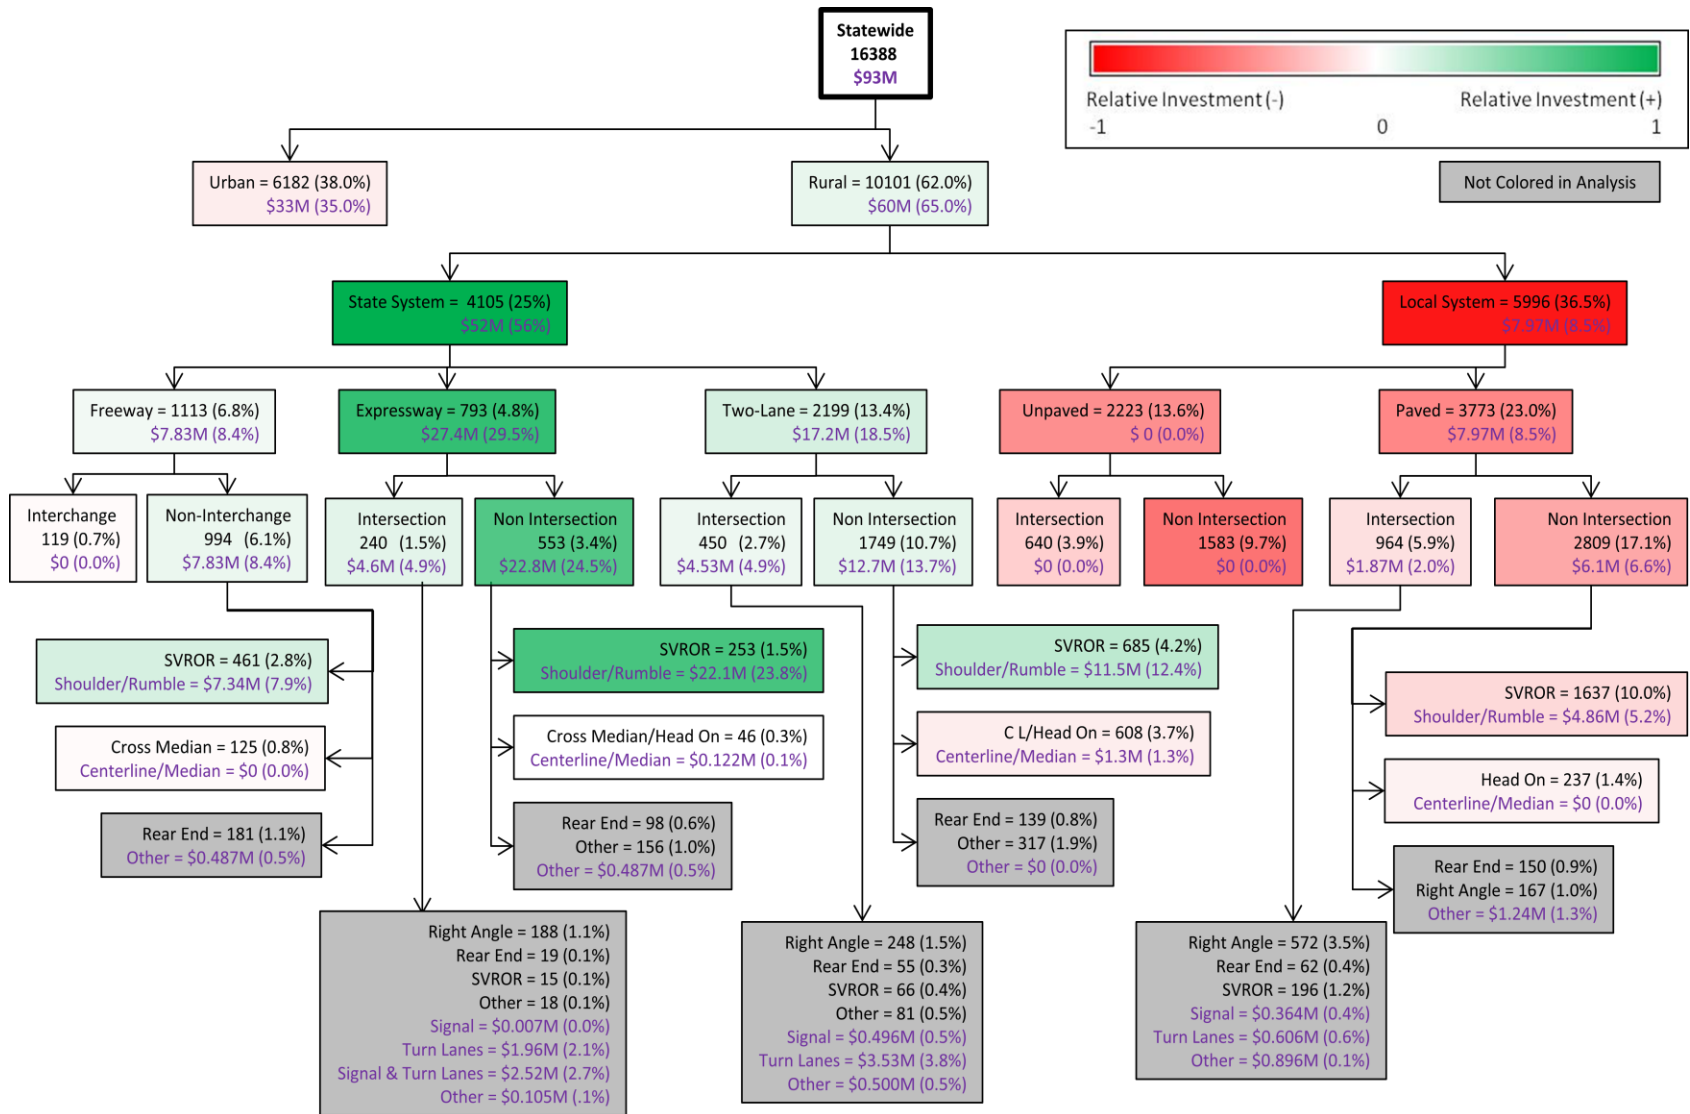 Statewide
16388
$93M
Relative Investment (-)
Relative Investment (+)
-1
0
1
Not Colored in Analysis
Urban = 6182 (38.0%)
$33M (35.0%)
Rural = 10101 (62.0%)
$60M (65.0%)
State System = 4105 (25%)
$52M (56%)
Local System = 5996 (36.5%)
$7.97M (8.5%)
Freeway = 1113 (6.8%)
$7.83M (8.4%)
Expressway = 793 (4.8%)
$27.4M (29.5%)
Two-Lane = 2199 (13.4%)
$17.2M (18.5%)
Unpaved = 2223 (13.6%)
$ 0 (0.0%)
Paved = 3773 (23.0%)
$7.97M (8.5%)
Interchange
119 (0.7%)
$0 (0.0%)
Non-Interchange
994 (6.1%)
$7.83M (8.4%)
Intersection
240 (1.5%)
$4.6M (4.9%)
Non Intersection
553 (3.4%)
$22.8M (24.5%)
Intersection
450 (2.7%)
$4.53M (4.9%)
Non Intersection
1749 (10.7%)
$12.7M (13.7%)
Intersection
640 (3.9%)
$0 (0.0%)
Non Intersection
1583 (9.7%)
$0 (0.0%)
Intersection
964 (5.9%)
$1.87M (2.0%)
Non Intersection
2809 (17.1%)
$6.1M (6.6%)
SVROR = 461 (2.8%)
Shoulder/Rumble = $7.34M (7.9%)
Cross Median = 125 (0.8%)
Centerline/Median = $0 (0.0%)
Rear End = 181 (1.1%)
Other = $0.487M (0.5%)
SVROR = 253 (1.5%)
Shoulder/Rumble = $22.1M (23.8%)
Cross Median/Head On = 46 (0.3%)
Centerline/Median = $0.122M (0.1%)
Rear End = 98 (0.6%)
Other = 156 (1.0%)
Other = $0.487M (0.5%)
SVROR = 685 (4.2%)
Shoulder/Rumble = $11.5M (12.4%)
C L/Head On = 608 (3.7%)
Centerline/Median = $1.3M (1.3%)
Rear End = 139 (0.8%)
Other = 317 (1.9%)
Other = $0 (0.0%)
SVROR = 1637 (10.0%)
Shoulder/Rumble = $4.86M (5.2%)
Head On = 237 (1.4%)
Centerline/Median = $0 (0.0%)
Rear End = 150 (0.9%)
Right Angle = 167 (1.0%)
Other = $1.24M (1.3%)
Right Angle = 188 (1.1%)
Rear End = 19 (0.1%)
SVROR = 15 (0.1%)
Other = 18 (0.1%)
Signal = $0.007M (0.0%)
Turn Lanes = $1.96M (2.1%)
Signal & Turn Lanes = $2.52M (2.7%)
Other = $0.105M (.1%)
Right Angle = 248 (1.5%)
Rear End = 55 (0.3%)
SVROR = 66 (0.4%)
Other = 81 (0.5%)
Signal = $0.496M (0.5%)
Turn Lanes = $3.53M (3.8%)
Other = $0.500M (0.5%)
Right Angle = 572 (3.5%)
Rear End = 62 (0.4%)
SVROR = 196 (1.2%)
Signal = $0.364M (0.4%)
Turn Lanes = $0.606M (0.6%)
Other = $0.896M (0.1%)